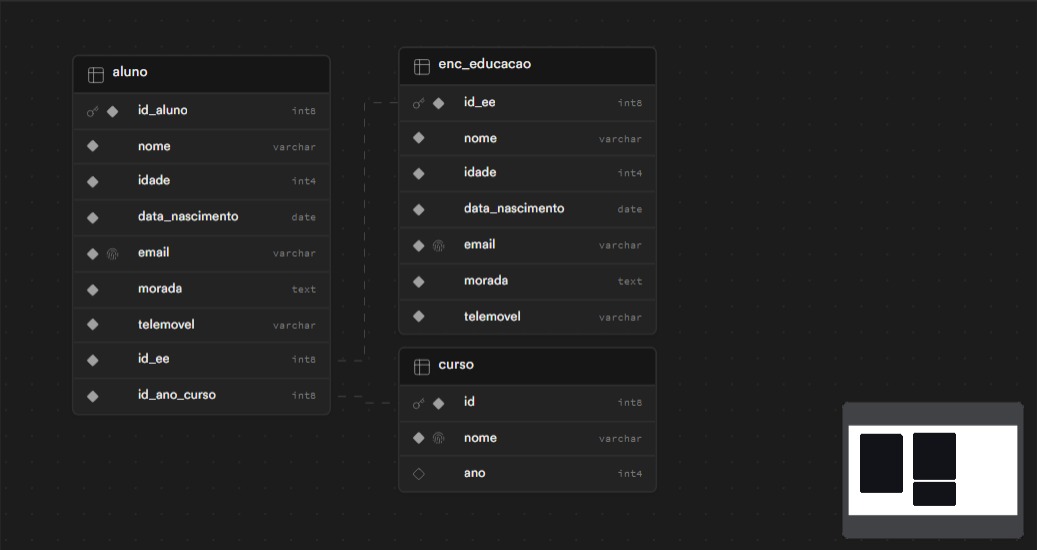 aluno
id_aluno int8
nome varchar
idade int4
data_nascimento date
email varchar
morada text
telemovel varchar
id_ee int8
id_ano_curso int8
enc_educacao
id_ee int8
nome varchar
idade int4
data_nascimento date
email varchar
morada text
telemovel varchar
curso
id int8
nome varchar
ano int4